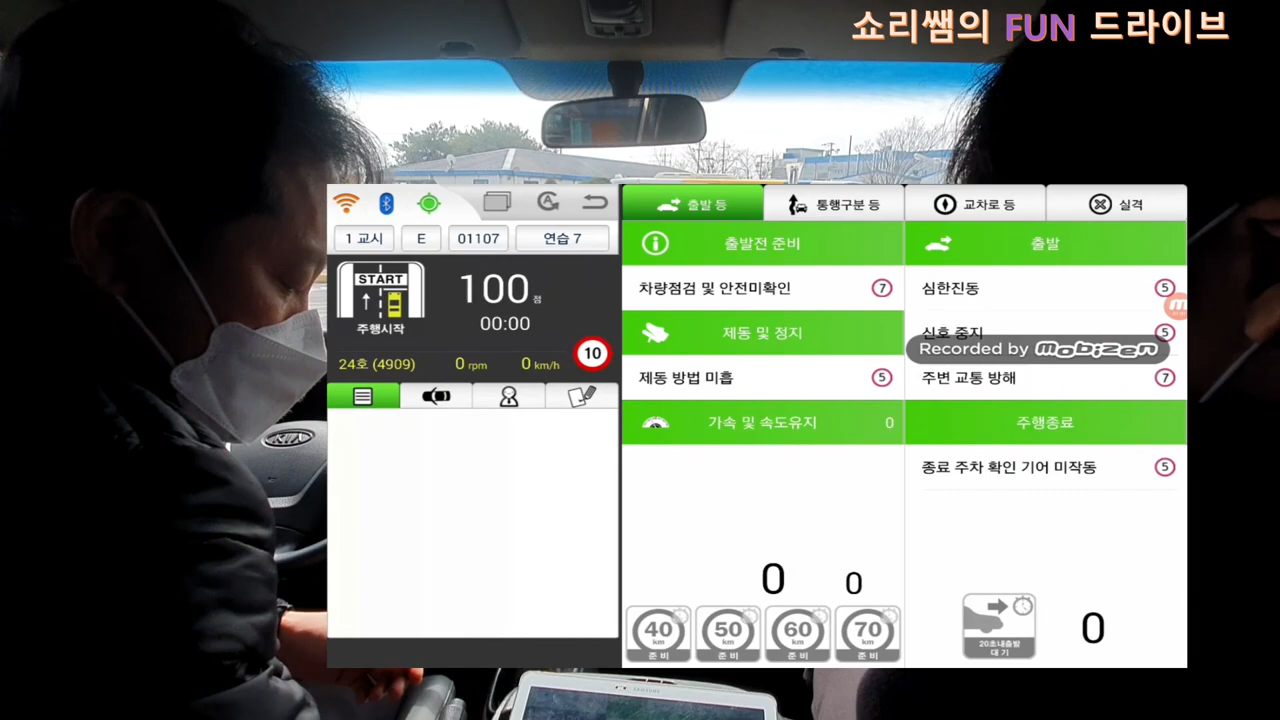 쇼리쌤의 FUN 드라이브
출발 등
통행구분 등
교차로 등
실격
1 교시
E
01107
연습 7
출발전 준비
출발
START
주행시작
100 점
00:00
차량점검 및 안전미확인 7
심한진동 5
제동 및 정지
신호 중지 5
24호 (4909)
0 rpm
0 km/h
10
Recorded by Mobizen
제동 방법 미흡 5
주변 교통 방해 7
가속 및 속도유지 0
주행종료
종료 주차 확인 기어 미작동 5
KIA
0
0
40 km 준 비
50 km 준 비
60 km 준 비
70 km 준 비
20초내출발
대 기
0
SAMSUNG